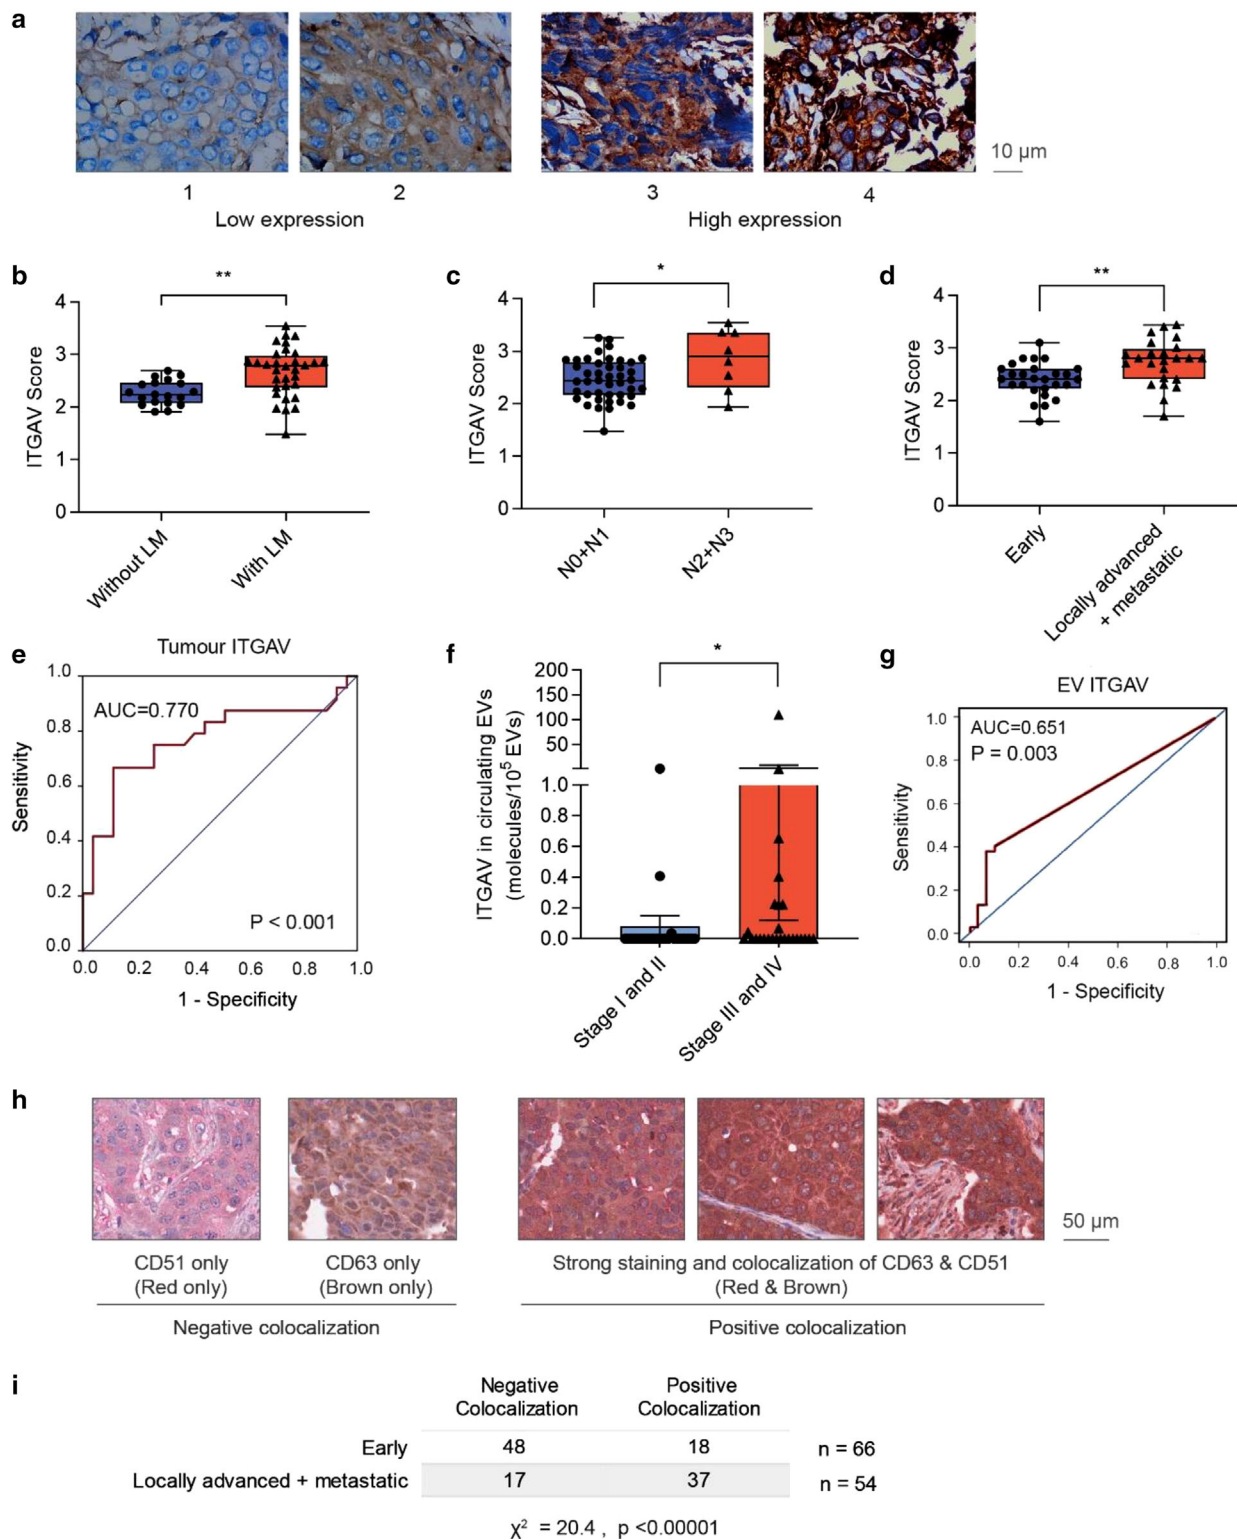 a
10 µm
1 2 3 4
Low expression High expression
b
**
4
3
2
1
0
ITGAV Score
Without LM
With LM
c
*
4
3
2
1
0
ITGAV Score
N0+N1
N2+N3
d
**
4
3
2
1
0
ITGAV Score
Early
Locally advanced
+ metastatic
e
Tumour ITGAV
1.0
0.8
0.6
0.4
0.2
0.0
Sensitivity
AUC=0.770
P < 0.001
0.0 0.2 0.4 0.6 0.8 1.0
1 - Specificity
f
*
200
150
100
50
1.0
0.8
0.6
0.4
0.2
0.0
ITGAV in circulating EVs
(molecules/10⁵ EVs)
Stage I and II
Stage III and IV
g
EV ITGAV
AUC=0.651
P = 0.003
1.0
0.8
0.6
0.4
0.2
0.0
Sensitivity
0.0 0.2 0.4 0.6 0.8 1.0
1 - Specificity
h
50 µm
CD51 only
(Red only)
CD63 only
(Brown only)
Negative colocalization
Strong staining and colocalization of CD63 & CD51
(Red & Brown)
Positive colocalization
i
Negative
Colocalization
Positive
Colocalization
Early 48 18 n = 66
Locally advanced + metastatic 17 37 n = 54
χ² = 20.4 , p <0.00001